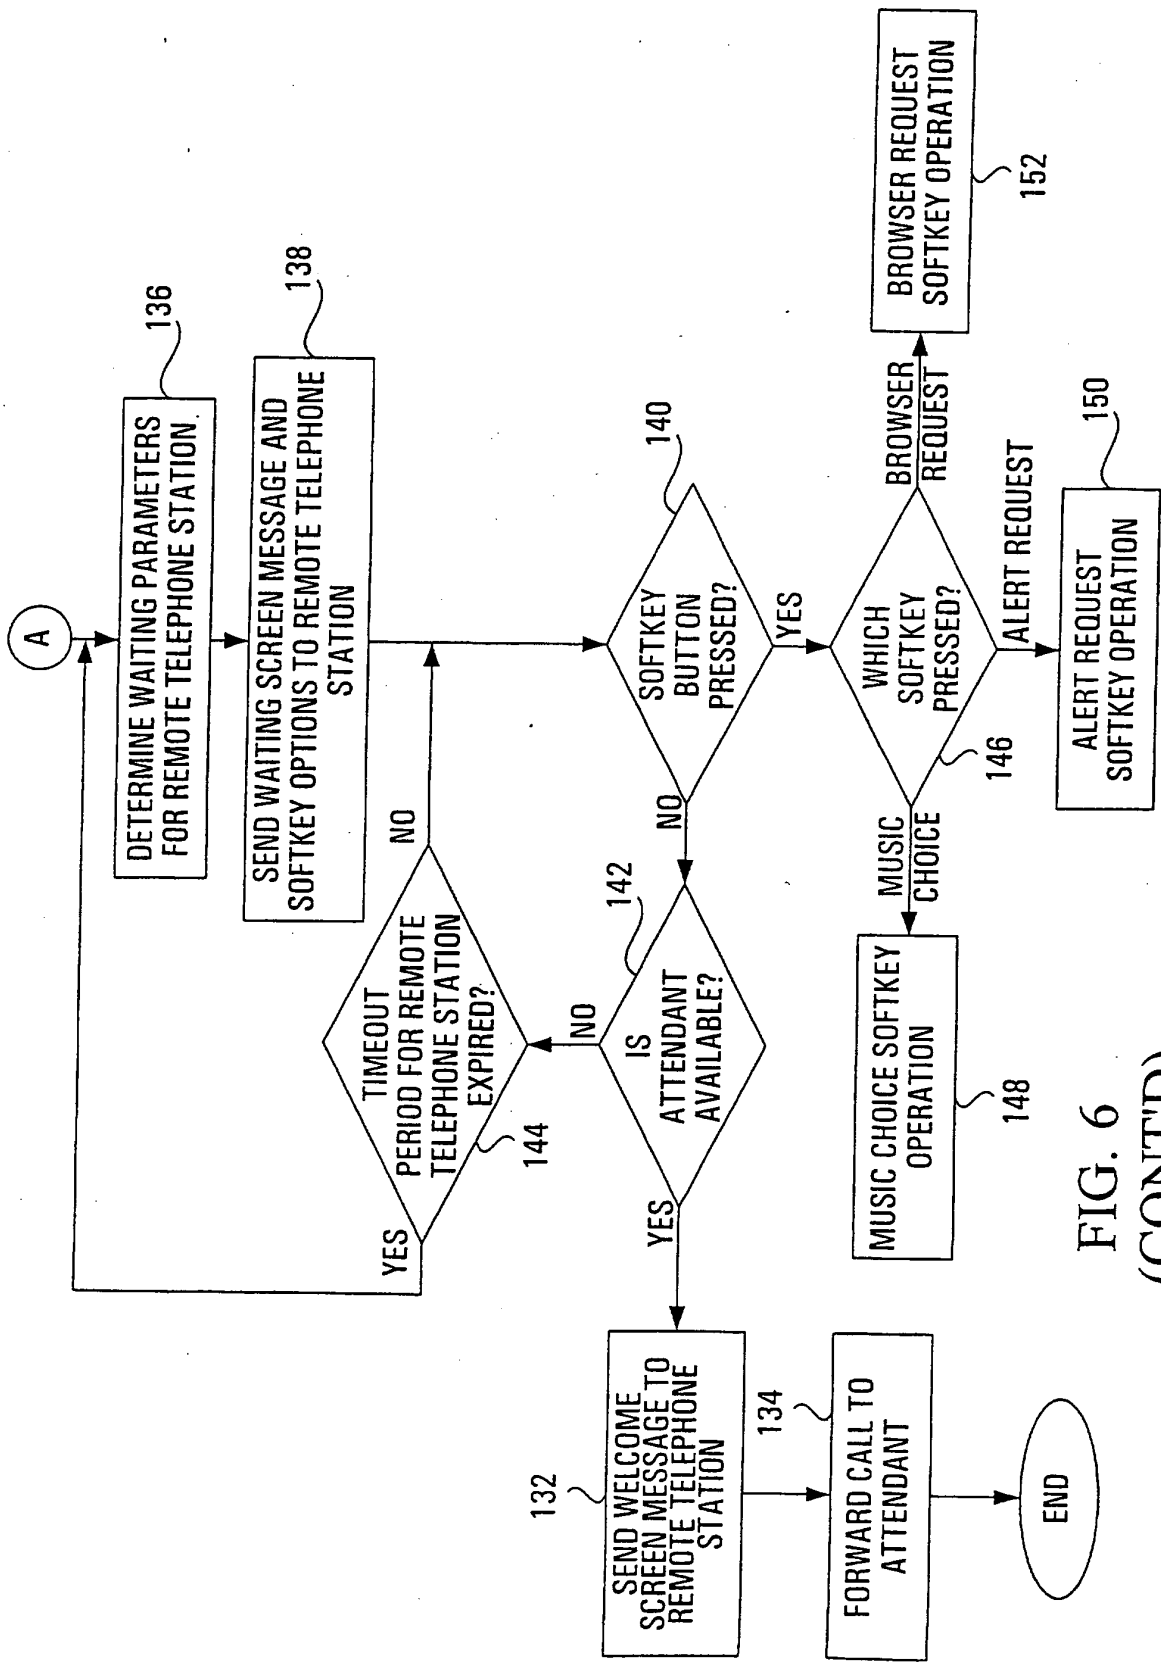 A
136
DETERMINE WAITING PARAMETERS
FOR REMOTE TELEPHONE STATION.
138
SEND WAITING SCREEN MESSAGE AND
SOFTKEY OPTIONS TO REMOTE TELEPHONE
STATION
YES
TIMEOUT
PERIOD FOR REMOTE
TELEPHONE STATION
EXPIRED?
144
NO
140
SOFTKEY
BUTTON
PRESSED?
NO
YES
142
IS
ATTENDANT
AVAILABLE?
NO
YES
132
SEND WELCOME
SCREEN MESSAGE TO
REMOTE TELEPHONE
STATION
134
FORWARD CALL TO
ATTENDANT
END
WHICH
SOFTKEY
PRESSED?
146
MUSIC
CHOICE
MUSIC CHOICE SOFTKEY
OPERATION
148
BROWSER
REQUEST
BROWSER REQUEST
SOFTKEY OPERATION
152
ALERT REQUEST
150
ALERT REQUEST
SOFTKEY OPERATION
FIG. 6
(CONT'D)